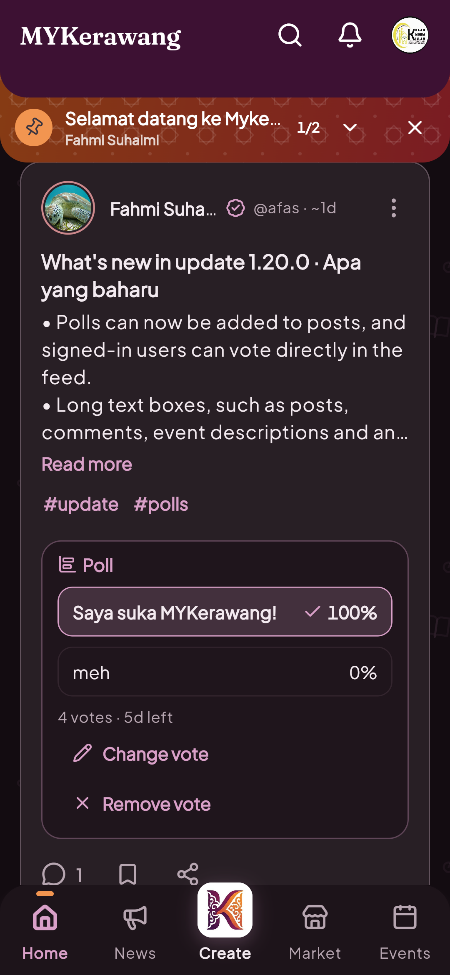 MYKerawang
Selamat datang ke Myke...
1/2
Fahmi Suhaimi
Fahmi Suha... @afas · ~1d
What's new in update 1.20.0 · Apa
yang baharu
• Polls can now be added to posts, and
signed-in users can vote directly in the
feed.
• Long text boxes, such as posts,
comments, event descriptions and an...
Read more
#update #polls
Poll
Saya suka MYKerawang! 100%
meh 0%
4 votes · 5d left
Change vote
Remove vote
1
Home News Create Market Events